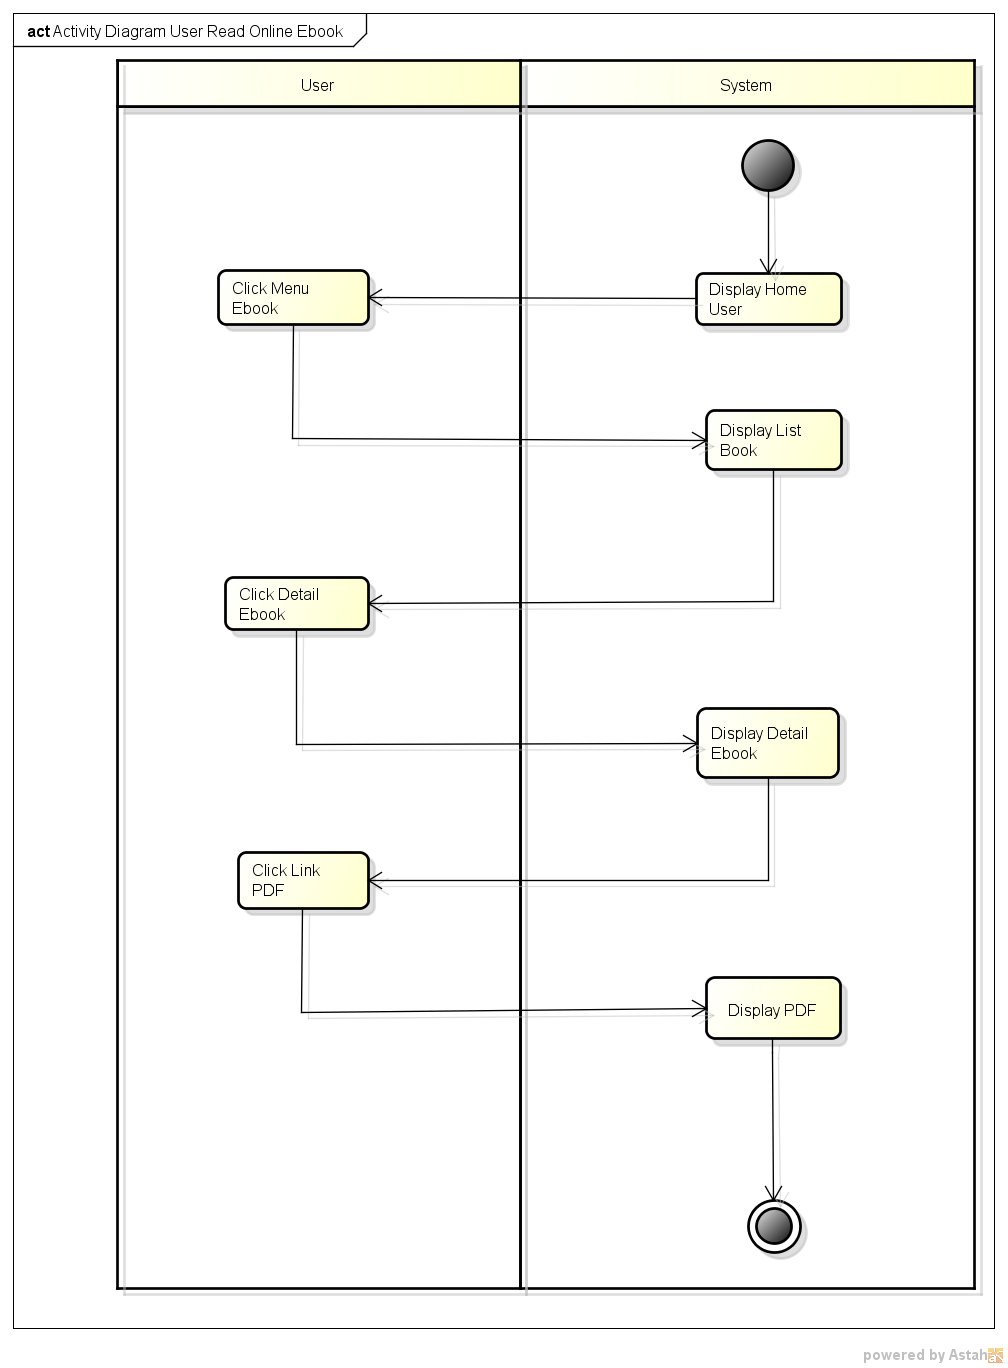 act Activity Diagram User Read Online Ebook
User
System
Click Menu
Ebook
Display Home
User
Display List
Book
Click Detail
Ebook
Display Detail
Ebook
Click Link
PDF
Display PDF
powered by Astah